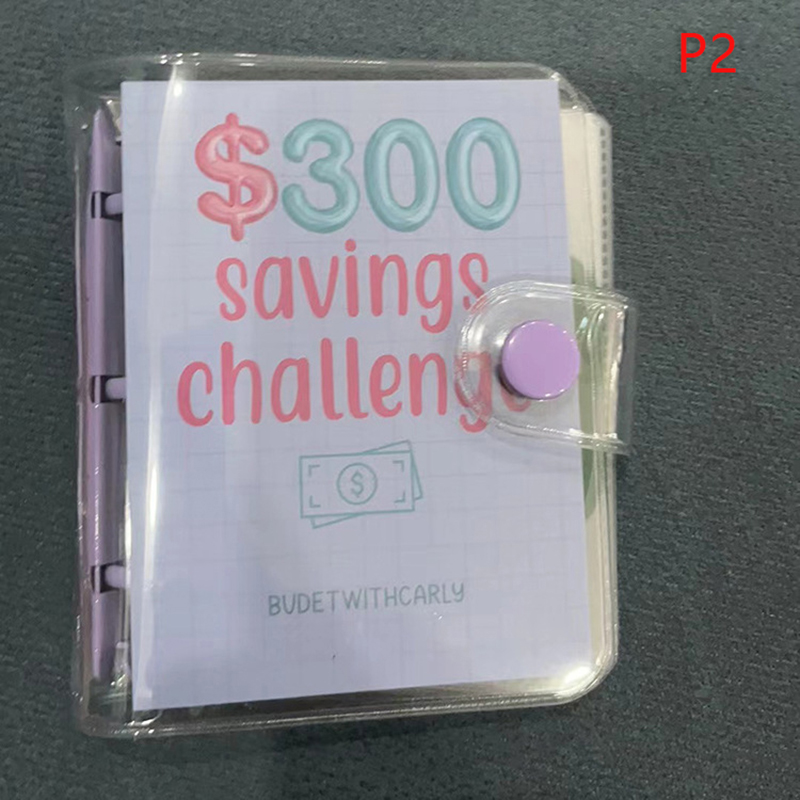 P2
$300
savings
challenge
$
BUDETWITHCARLY